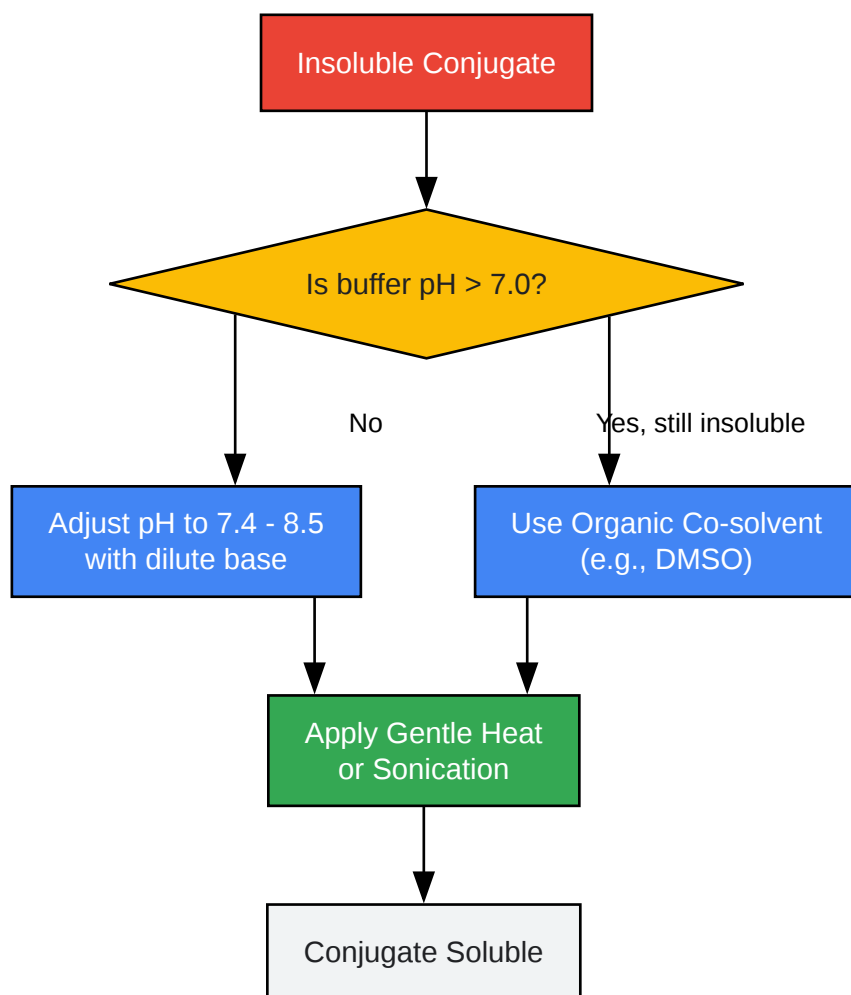 Insoluble Conjugate
Is buffer pH > 7.0?
No
Yes, still insoluble
Adjust pH to 7.4 - 8.5
with dilute base
Use Organic Co-solvent
(e.g., DMSO)
Apply Gentle Heat
or Sonication
Conjugate Soluble